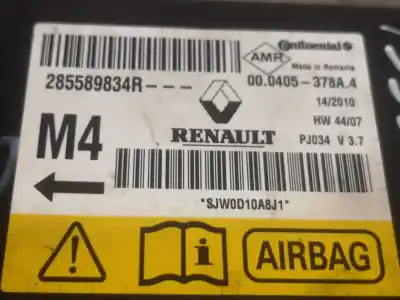 Continental
AMR
Made in Romania
285589834R---
00.0405-378A.4
14/2010
M4
HW 44/07
RENAULT
PJ034 V 3.7
*SJW0D10A8J1*
i
AIRBAG